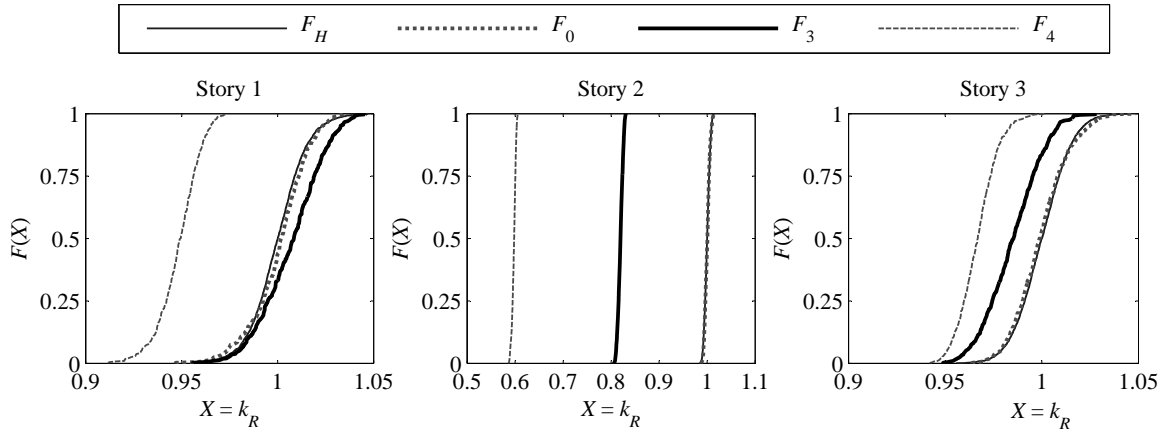 F_H F_0 F_3 F_4
Story 1
Story 2
Story 3
F(X)
1
0.75
0.5
0.25
0
0.9 0.95 1 1.05
X = k_R
F(X)
1
0.75
0.5
0.25
0
0.5 0.6 0.7 0.8 0.9 1 1.1
X = k_R
F(X)
1
0.75
0.5
0.25
0
0.9 0.95 1 1.05
X = k_R